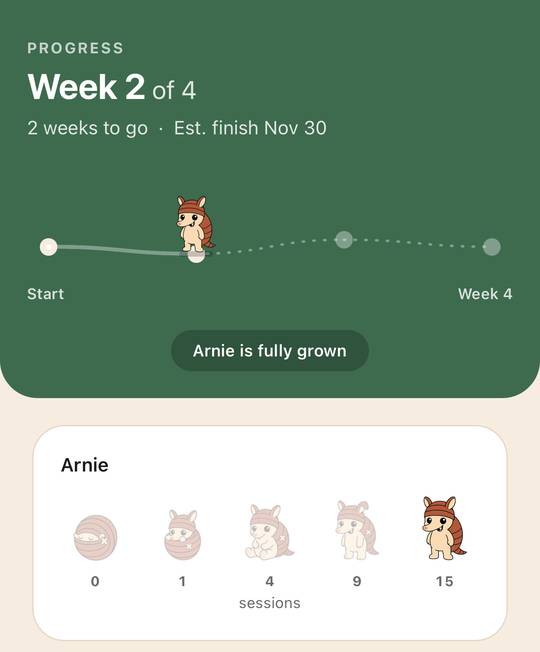 PROGRESS
Week 2 of 4
2 weeks to go · Est. finish Nov 30
Start
Week 4
Arnie is fully grown
Arnie
0 1 4 9 15
sessions